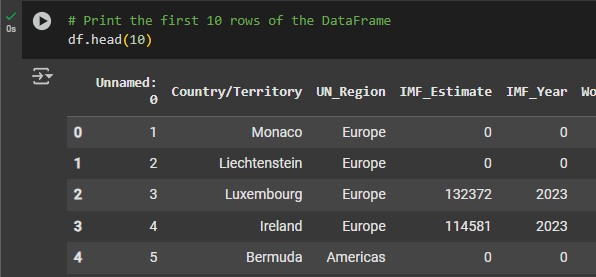 # Print the first 10 rows of the DataFrame
0s
df.head(10)
Unnamed: 0 Country/Territory UN_Region IMF_Estimate IMF_Year Wo
0 1 Monaco Europe 0 0
1 2 Liechtenstein Europe 0 0
2 3 Luxembourg Europe 132372 2023
3 4 Ireland Europe 114581 2023
4 5 Bermuda Americas 0 0